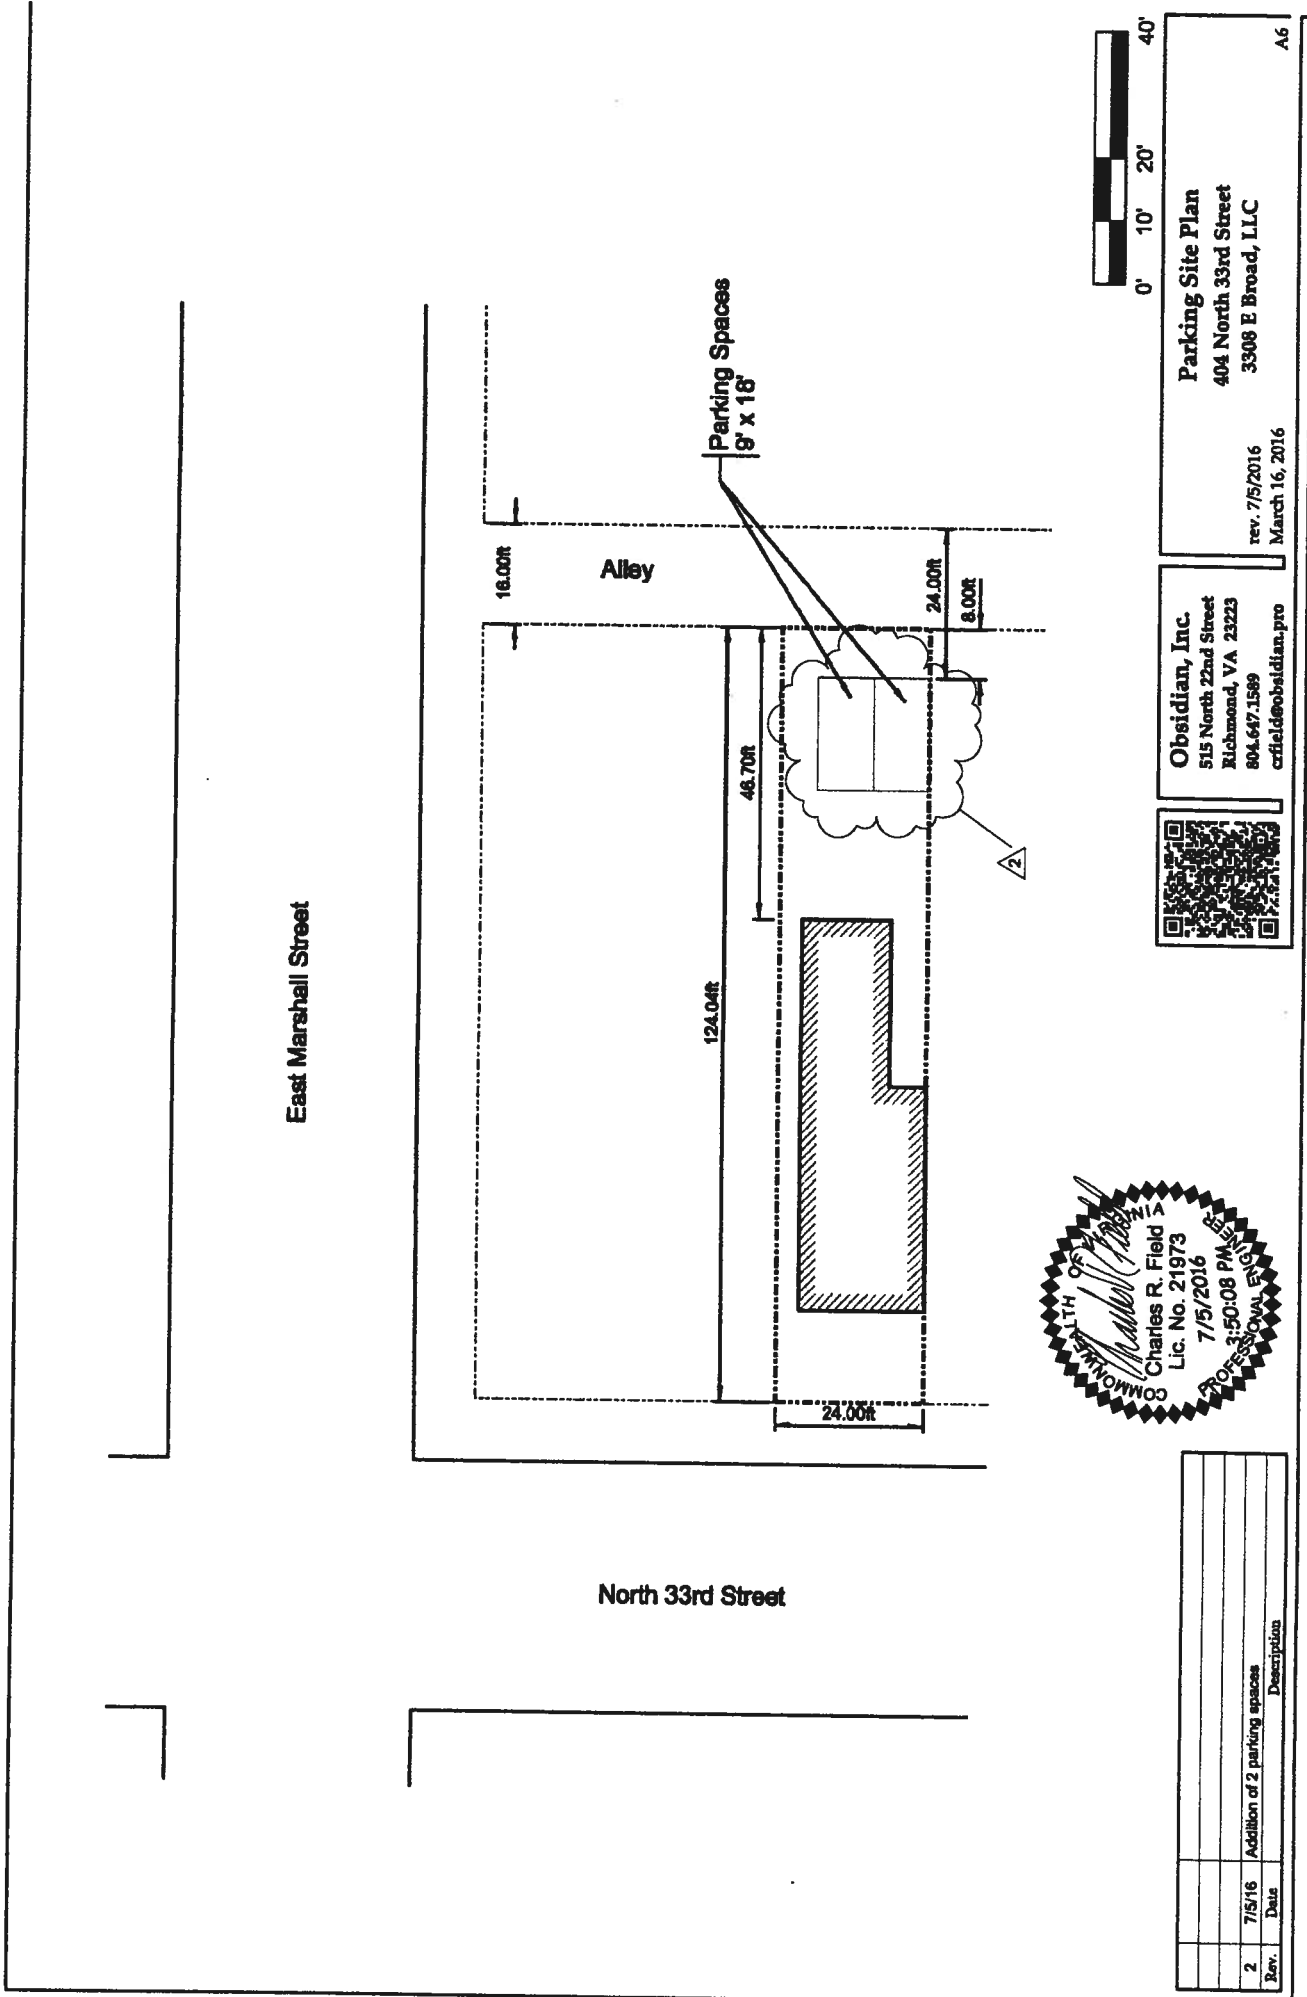 East Marshall Street
North 33rd Street
Alley
16.00ft
124.04ft
46.70ft
24.00ft
24.00ft
8.00ft
Parking Spaces
9' x 18'
2
0' 10' 20' 40'
COMMONWEALTH OF VIRGINIA
Charles R. Field
Lic. No. 21973
7/5/2016
3:50:08 PM
PROFESSIONAL ENGINEER
2 7/5/16 Addition of 2 parking spaces
Rev. Date Description
Obsidian, Inc.
515 North 22nd Street
Richmond, VA 23223
804.647.1589
crfield@obsidian.pro
Parking Site Plan
404 North 33rd Street
3308 E Broad, LLC
rev. 7/5/2016
March 16, 2016
A6